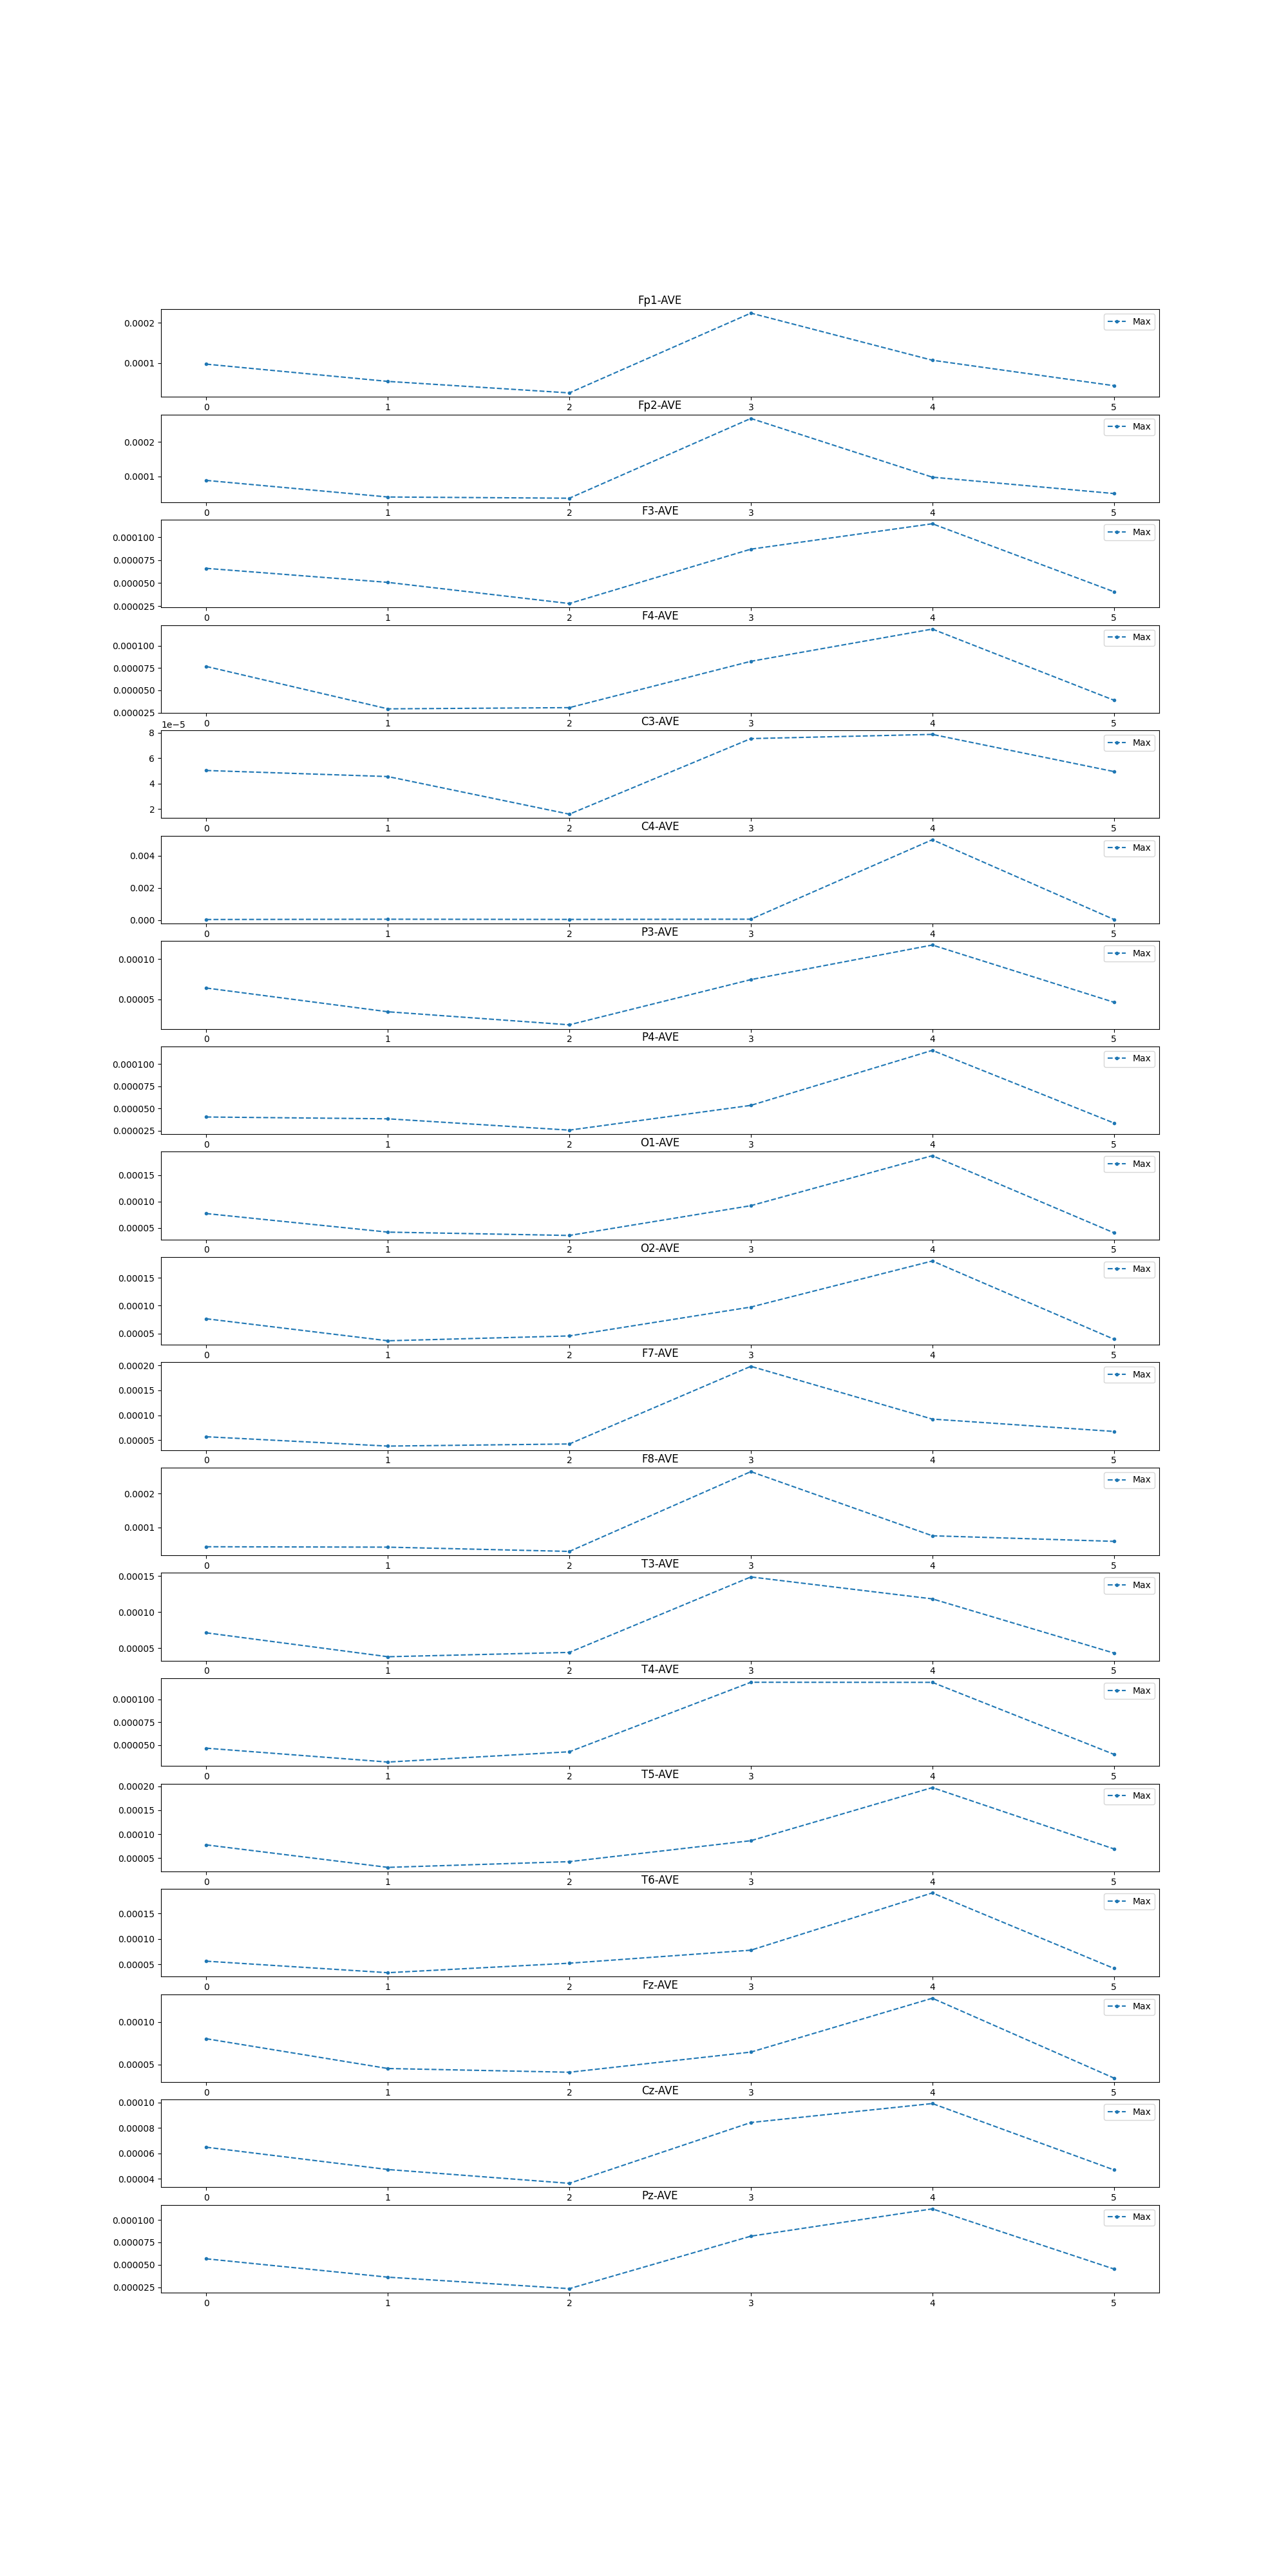 Fp1-AVE
0.0002
0.0001
Max
0 1 2 3 4 5
Fp2-AVE
0.0002
0.0001
Max
0 1 2 3 4 5
F3-AVE
0.000100
0.000075
0.000050
0.000025
Max
0 1 2 3 4 5
F4-AVE
0.000100
0.000075
0.000050
0.000025
Max
0 1 2 3 4 5
C3-AVE
1e−5
8
6
4
2
Max
0 1 2 3 4 5
C4-AVE
0.004
0.002
0.000
Max
0 1 2 3 4 5
P3-AVE
0.00010
0.00005
Max
0 1 2 3 4 5
P4-AVE
0.000100
0.000075
0.000050
0.000025
Max
0 1 2 3 4 5
O1-AVE
0.00015
0.00010
0.00005
Max
0 1 2 3 4 5
O2-AVE
0.00015
0.00010
0.00005
Max
0 1 2 3 4 5
F7-AVE
0.00020
0.00015
0.00010
0.00005
Max
0 1 2 3 4 5
F8-AVE
0.0002
0.0001
Max
0 1 2 3 4 5
T3-AVE
0.00015
0.00010
0.00005
Max
0 1 2 3 4 5
T4-AVE
0.000100
0.000075
0.000050
Max
0 1 2 3 4 5
T5-AVE
0.00020
0.00015
0.00010
0.00005
Max
0 1 2 3 4 5
T6-AVE
0.00015
0.00010
0.00005
Max
0 1 2 3 4 5
Fz-AVE
0.00010
0.00005
Max
0 1 2 3 4 5
Cz-AVE
0.00010
0.00008
0.00006
0.00004
Max
0 1 2 3 4 5
Pz-AVE
0.000100
0.000075
0.000050
0.000025
Max
0 1 2 3 4 5